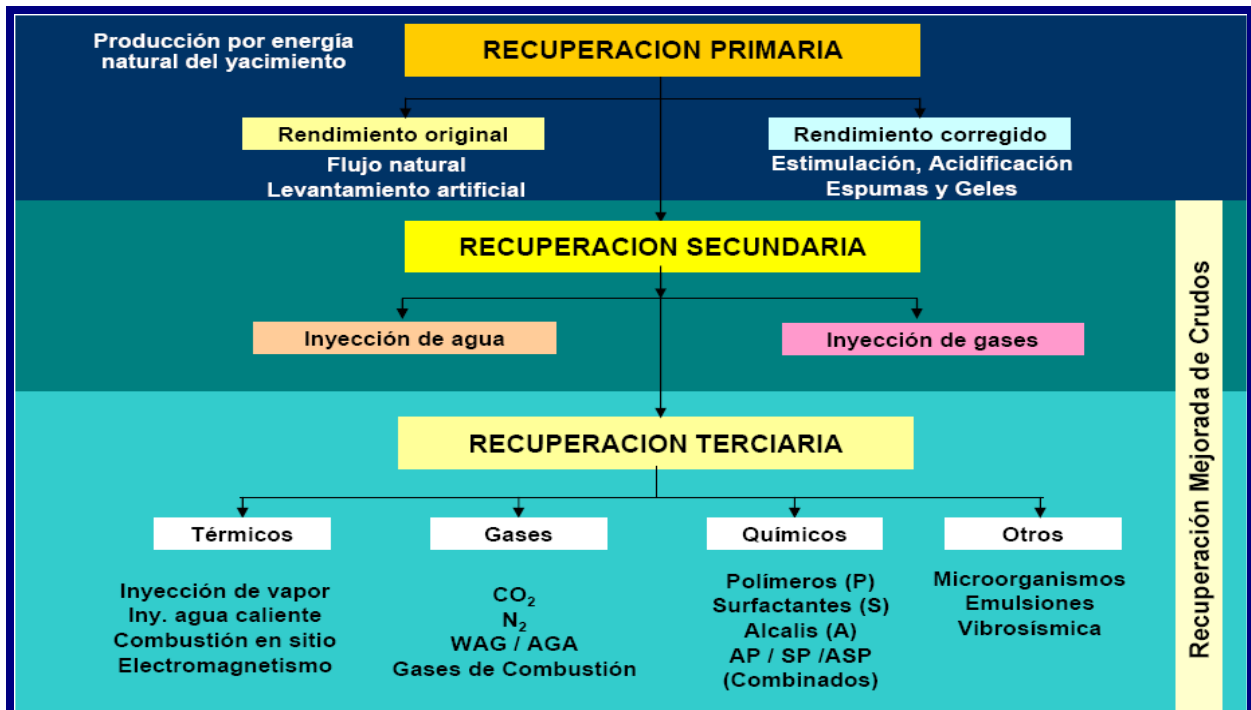 Producción por energía
natural del yacimiento
RECUPERACION PRIMARIA
Rendimiento original
Flujo natural
Levantamiento artificial
Rendimiento corregido
Estimulación, Acidificación
Espumas y Geles
RECUPERACION SECUNDARIA
Inyección de agua
Inyección de gases
RECUPERACION TERCIARIA
Térmicos
Inyección de vapor
Iny. agua caliente
Combustión en sitio
Electromagnetismo
Gases
CO₂
N₂
WAG / AGA
Gases de Combustión
Químicos
Polímeros (P)
Surfactantes (S)
Alcalis (A)
AP / SP /ASP
(Combinados)
Otros
Microorganismos
Emulsiones
Vibrosísmica
Recuperación Mejorada de Crudos